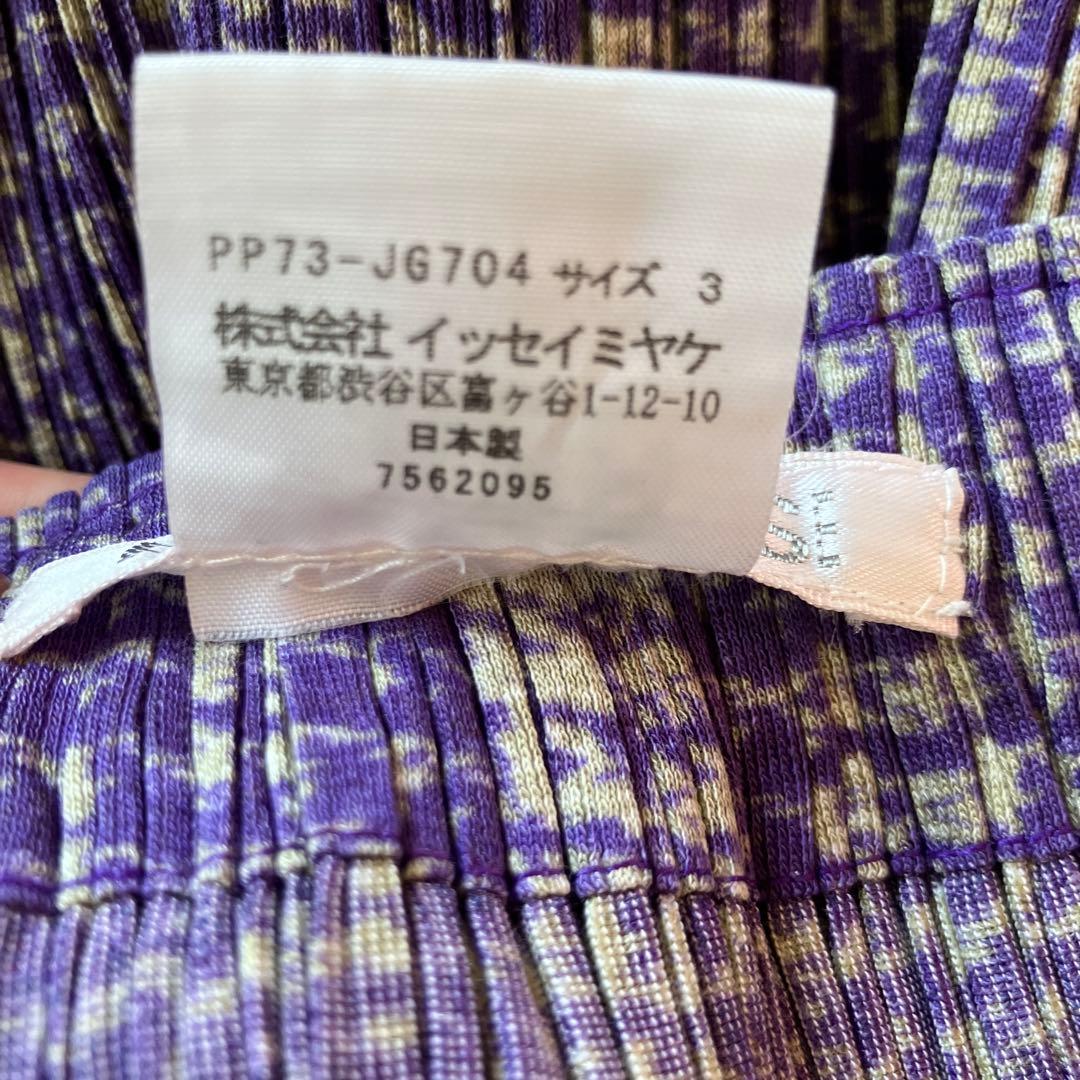 PP73-JG704 サイズ 3
株式会社 イッセイミヤケ
東京都渋谷区富ヶ谷1-12-10
日本製
7562095